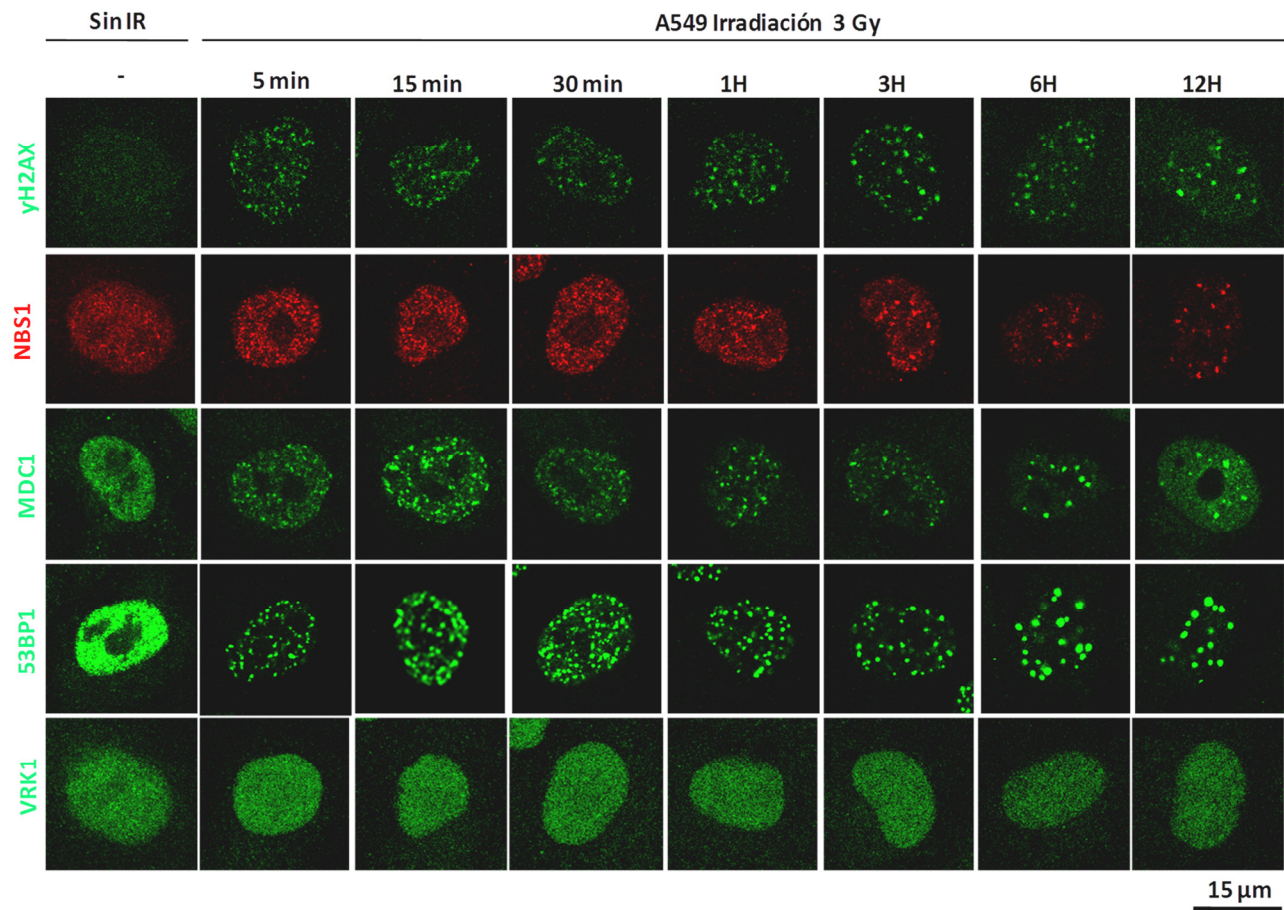 Sin IR A549 Irradiación 3 Gy
- 5 min 15 min 30 min 1H 3H 6H 12H
γH2AX
NBS1
MDC1
53BP1
VRK1
15 μm